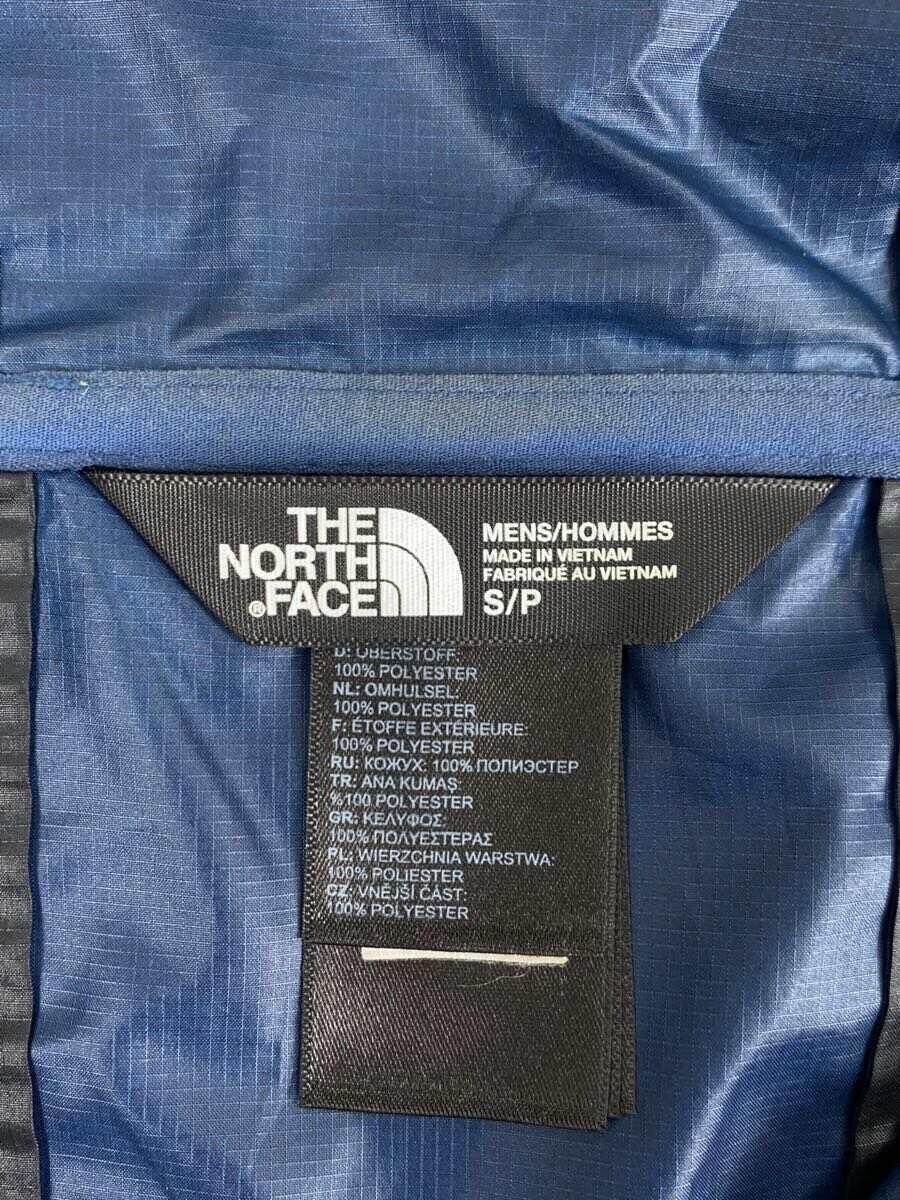 THE
NORTH
®FACE
MENS/HOMMES
MADE IN VIETNAM
FABRIQUÉ AU VIETNAM
S/P
D: OBERSTOFF:
100% POLYESTER
NL: OMHULSEL:
100% POLYESTER
F: ÉTOFFE EXTÉRIEURE:
100% POLYESTER
RU: КОЖУХ: 100% ПОЛИЭСТЕР
TR: ANA KUMAŞ
%100 POLYESTER
GR: ΚΕΛΥΦΟΣ:
100% ΠΟΛΥΕΣΤΕΡΑΣ
PL: WIERZCHNIA WARSTWA:
100% POLIESTER
CZ: VNĚJŠÍ ČÁST:
100% POLYESTER